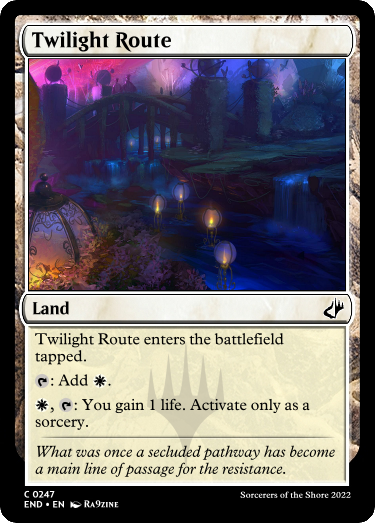 Twilight Route
Land
Twilight Route enters the battlefield
tapped.
: Add .
, : You gain 1 life. Activate only as a
sorcery.
What was once a secluded pathway has become
a main line of passage for the resistance.
C 0247
END • EN Ra9zine
Sorcerers of the Shore 2022